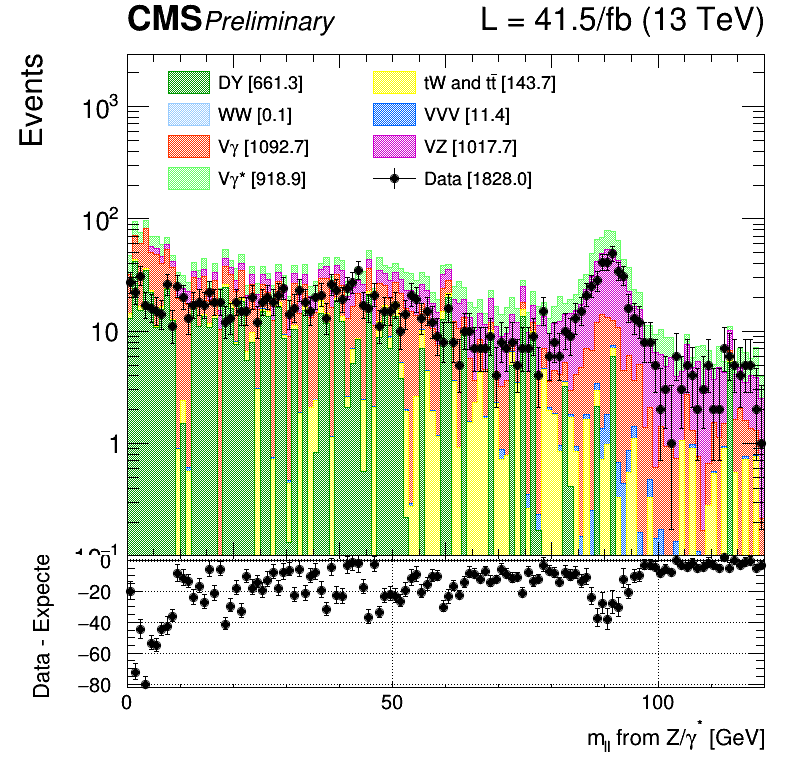 CMS Preliminary L = 41.5/fb (13 TeV)
Events
DY [661.3]
WW [0.1]
Vγ [1092.7]
Vγ* [918.9]
tW and tt̄ [143.7]
VVV [11.4]
VZ [1017.7]
Data [1828.0]
10³
10²
10
1
Data - Expecte
0
−20
−40
−60
−80
0 50 100
m_ll from Z/γ* [GeV]